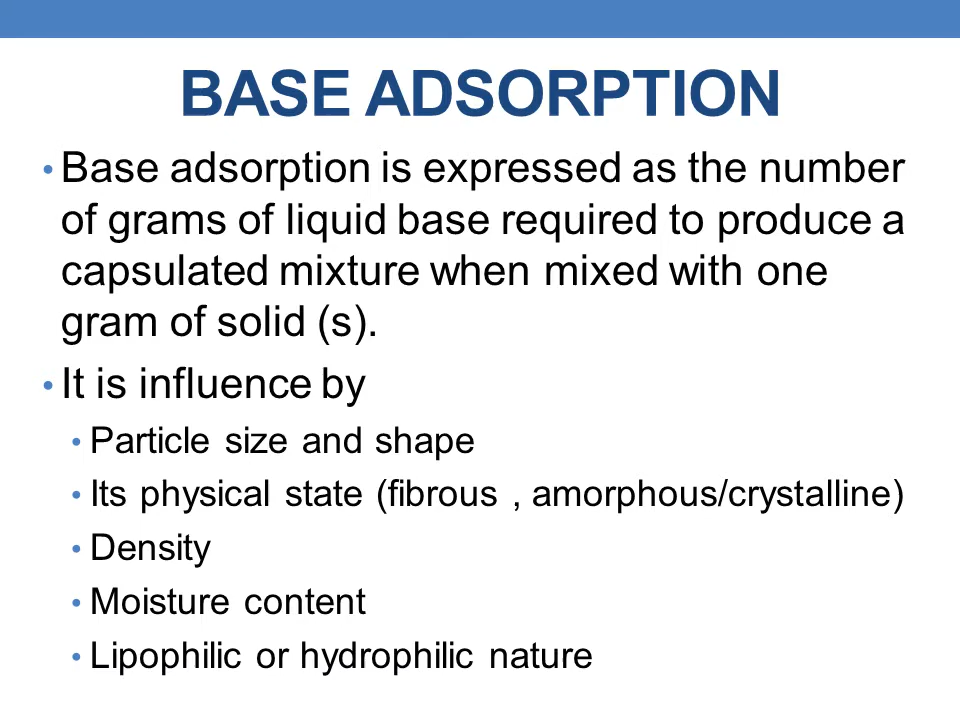 BASE ADSORPTION
• Base adsorption is expressed as the number
of grams of liquid base required to produce a
capsulated mixture when mixed with one
gram of solid (s).
• It is influence by
• Particle size and shape
• Its physical state (fibrous , amorphous/crystalline)
• Density
• Moisture content
• Lipophilic or hydrophilic nature